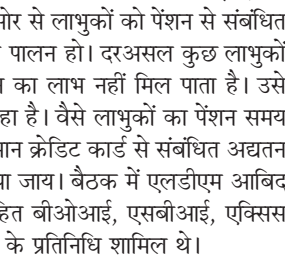 ओर से लाभुकों को पेंशन से संबंधित
पालन हो। दरअसल कुछ लाभुकों
का लाभ नहीं मिल पाता है। उसे
है। वैसे लाभुकों का पेंशन समय
क्रेडिट कार्ड से संबंधित अद्यतन
जाय। बैठक में एलडीएम आबिद
बीओआई, एसबीआई, एक्सिस
के प्रतिनिधि शामिल थे।